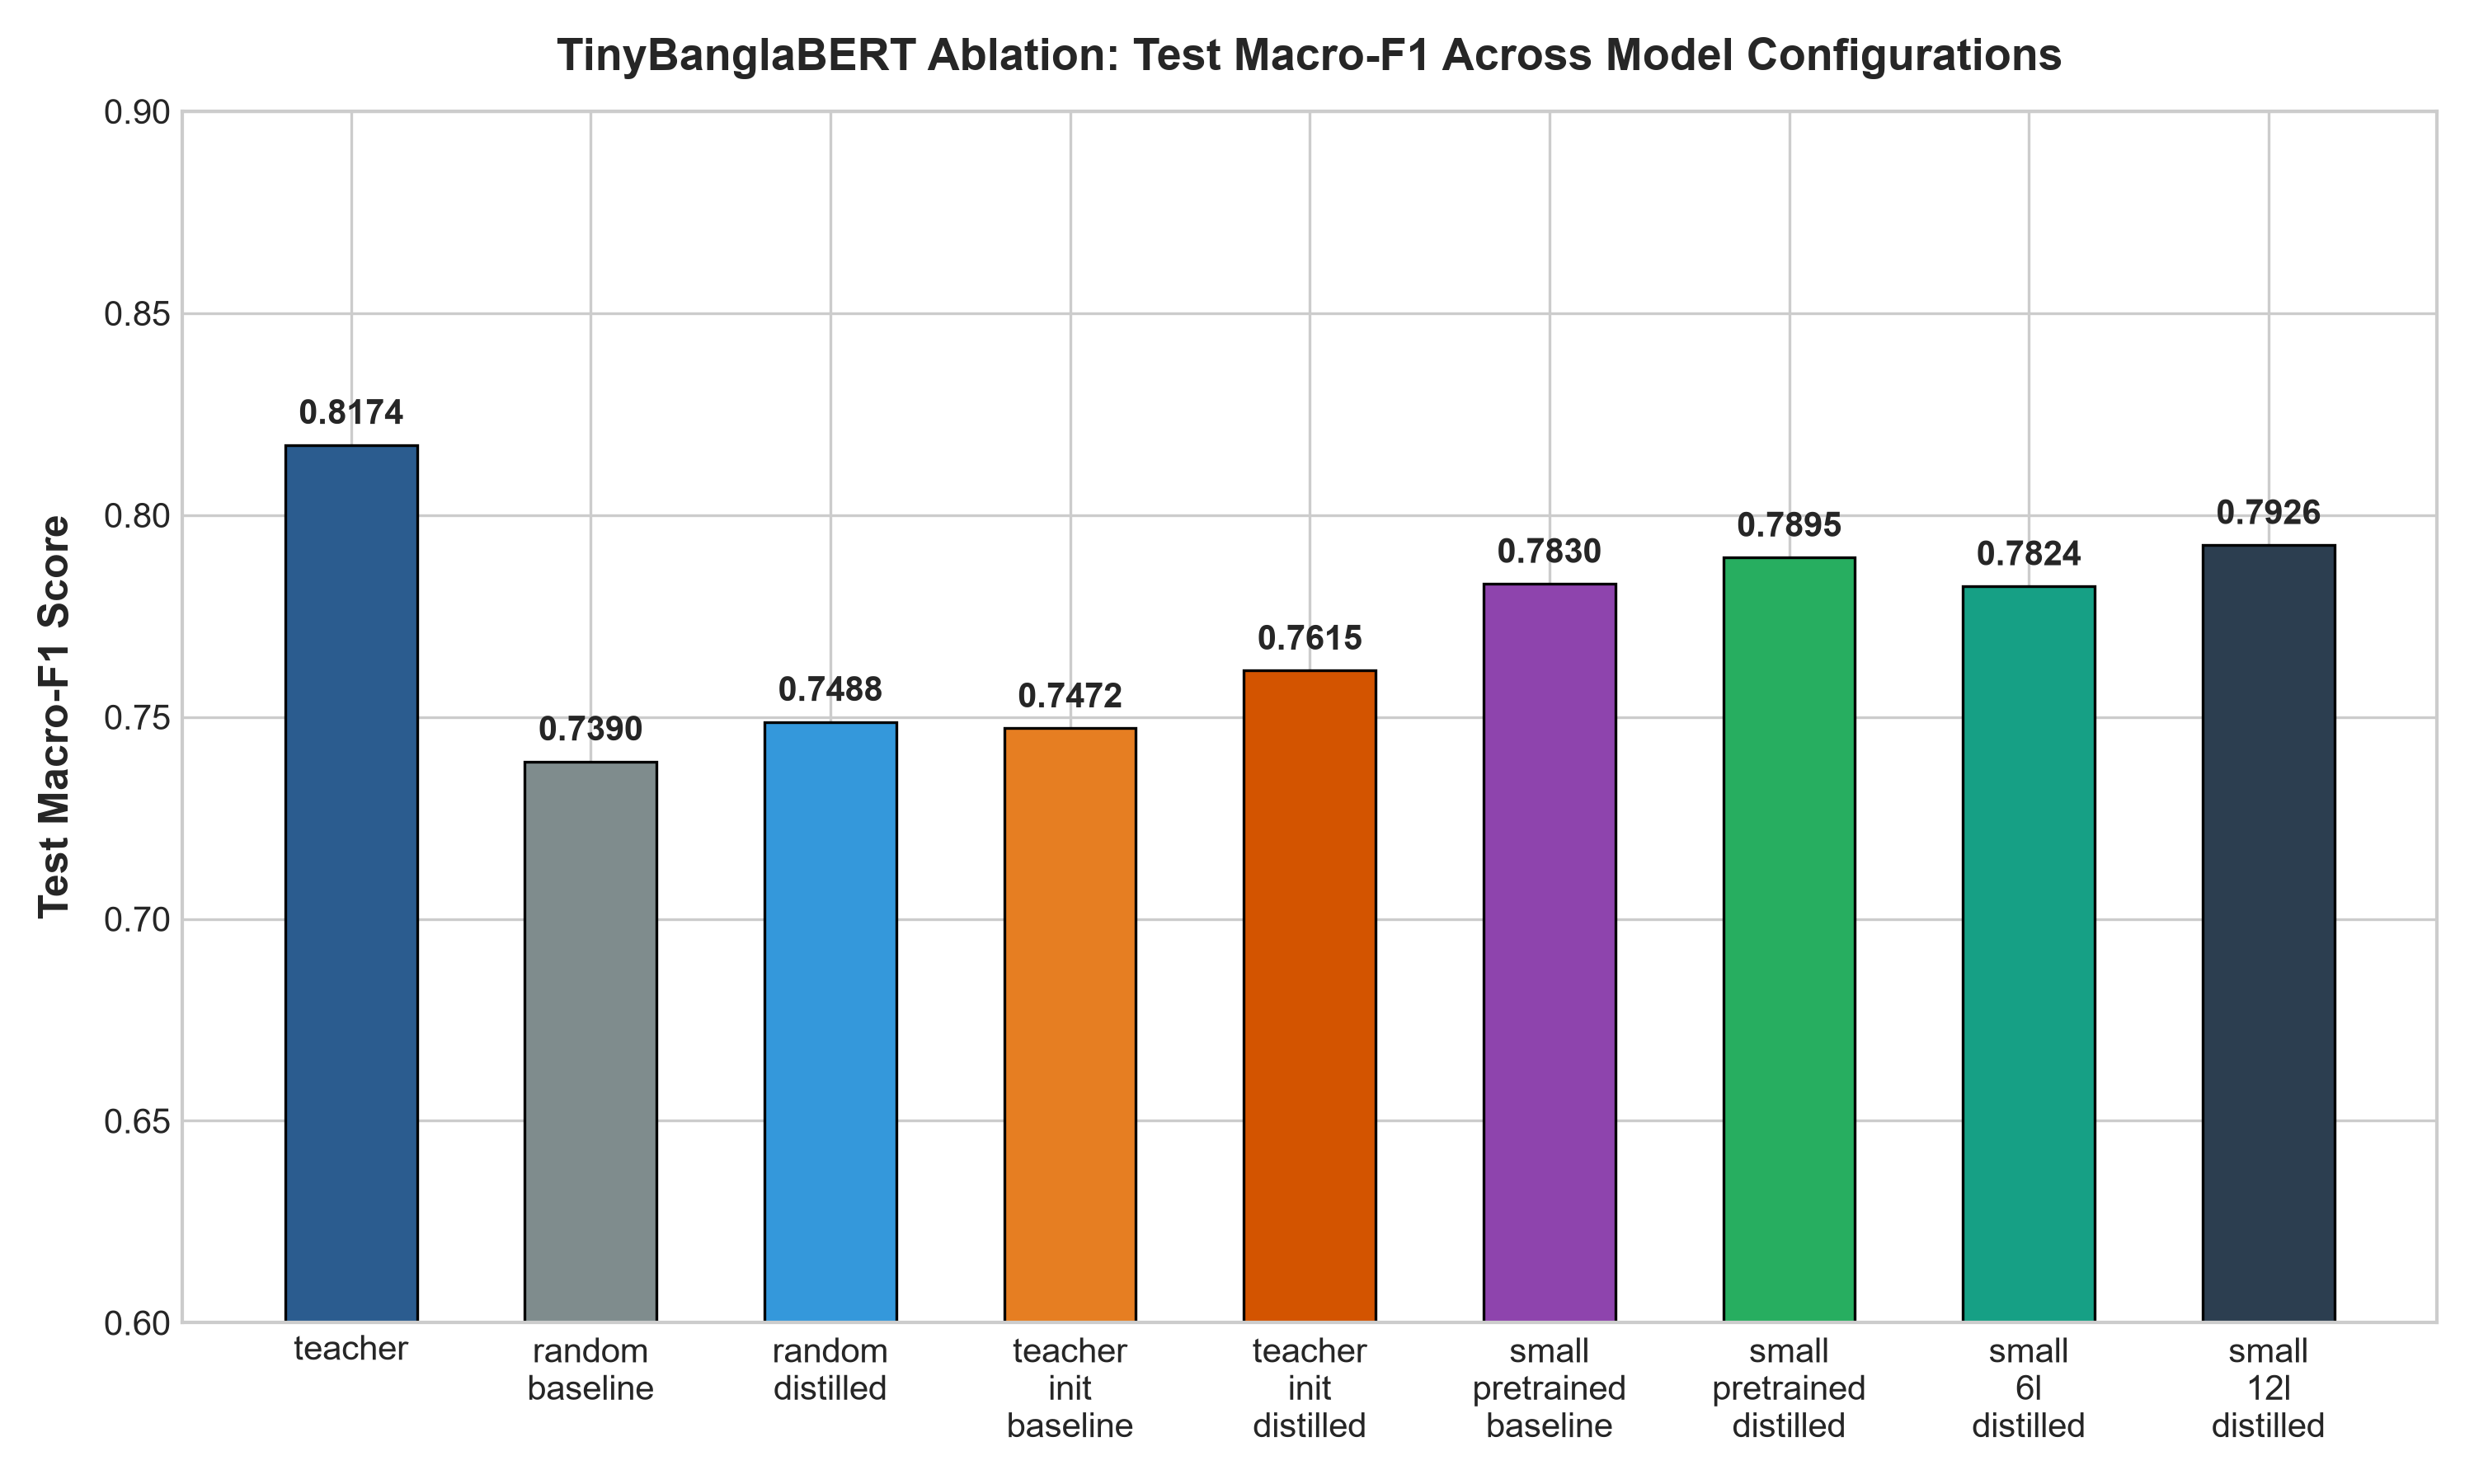 TinyBanglaBERT Ablation: Test Macro-F1 Across Model Configurations
Test Macro-F1 Score
0.90
0.85
0.80
0.75
0.70
0.65
0.60
0.8174
0.7390
0.7488
0.7472
0.7615
0.7830
0.7895
0.7824
0.7926
teacher
random
baseline
random
distilled
teacher
init
baseline
teacher
init
distilled
small
pretrained
baseline
small
pretrained
distilled
small
6l
distilled
small
12l
distilled